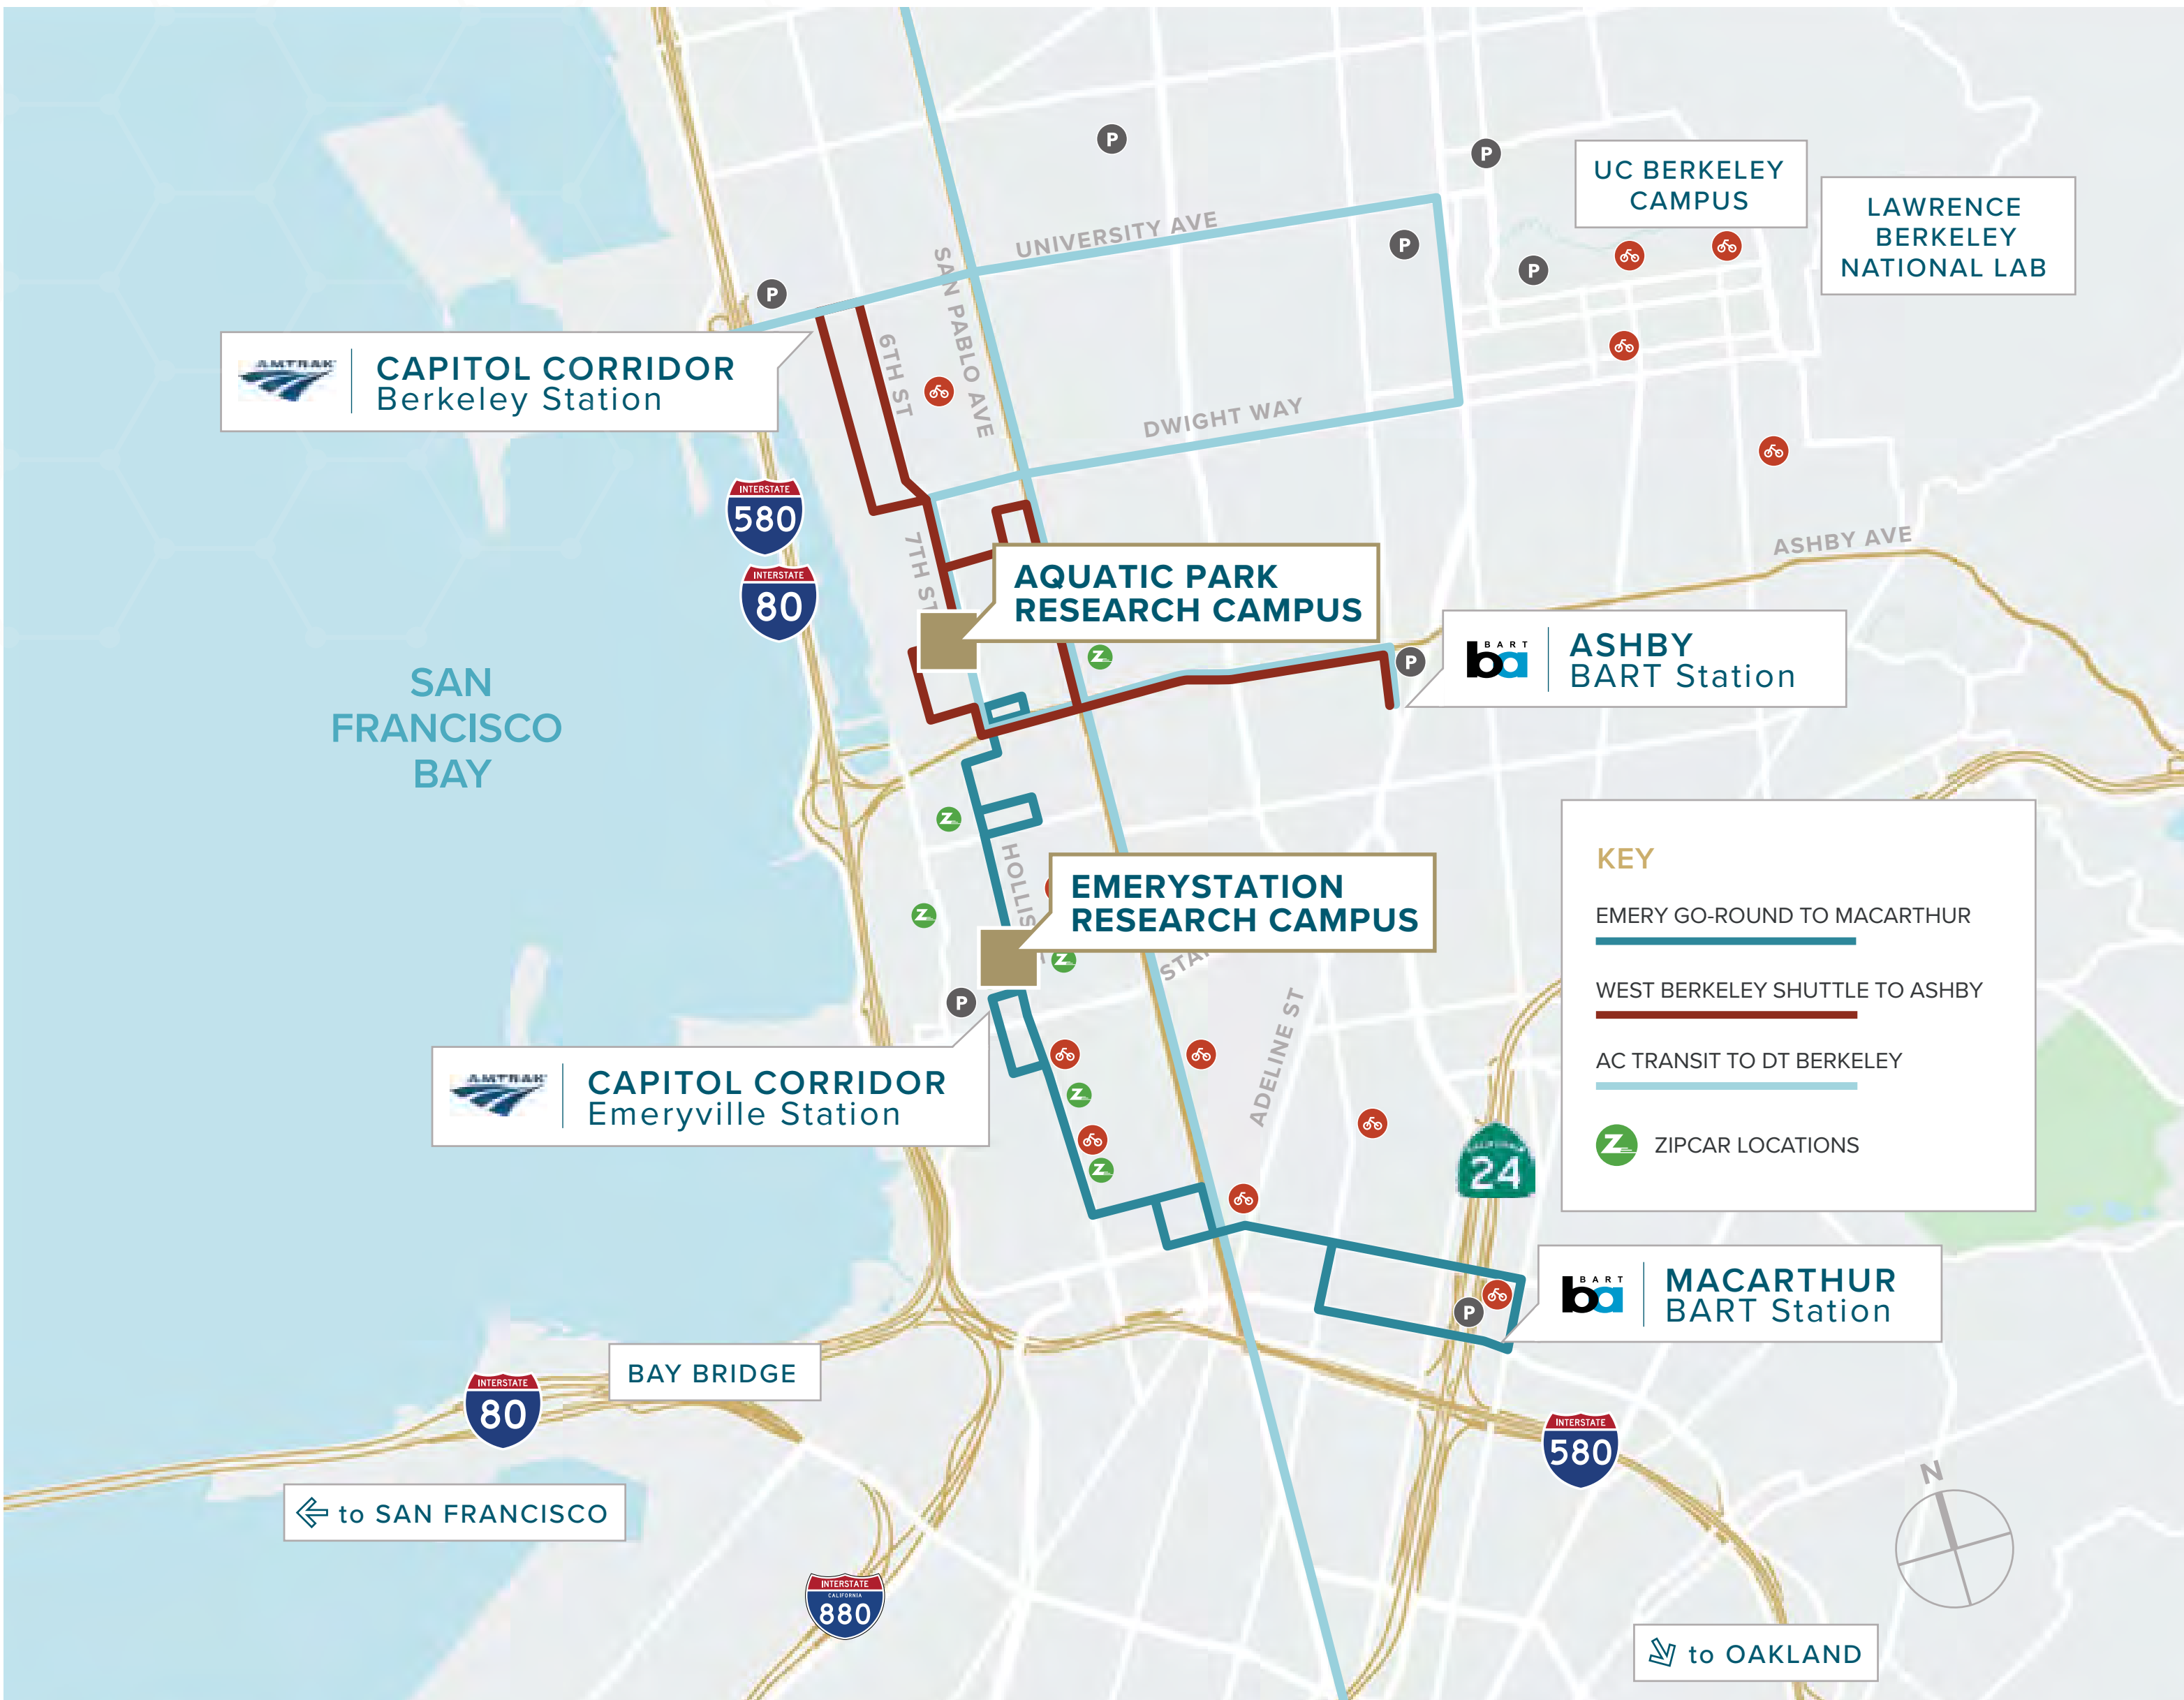 P
P
UC BERKELEY
CAMPUS
LAWRENCE
BERKELEY
NATIONAL LAB
UNIVERSITY AVE
P
P
P
SAN PABLO AVE
6TH ST
AMTRAK
CAPITOL CORRIDOR
Berkeley Station
DWIGHT WAY
INTERSTATE
580
INTERSTATE
80
7TH ST
ASHBY AVE
AQUATIC PARK
RESEARCH CAMPUS
SAN
FRANCISCO
BAY
P
BART
ba
ASHBY
BART Station
Z
Z
Z
HOLLIS
EMERYSTATION
RESEARCH CAMPUS
Z
STA
P
ADELINE ST
AMTRAK
CAPITOL CORRIDOR
Emeryville Station
Z
Z
KEY
EMERY GO-ROUND TO MACARTHUR
WEST BERKELEY SHUTTLE TO ASHBY
AC TRANSIT TO DT BERKELEY
Z ZIPCAR LOCATIONS
24
P
BART
ba
MACARTHUR
BART Station
BAY BRIDGE
INTERSTATE
80
INTERSTATE
580
to SAN FRANCISCO
INTERSTATE
CALIFORNIA
880
N
to OAKLAND